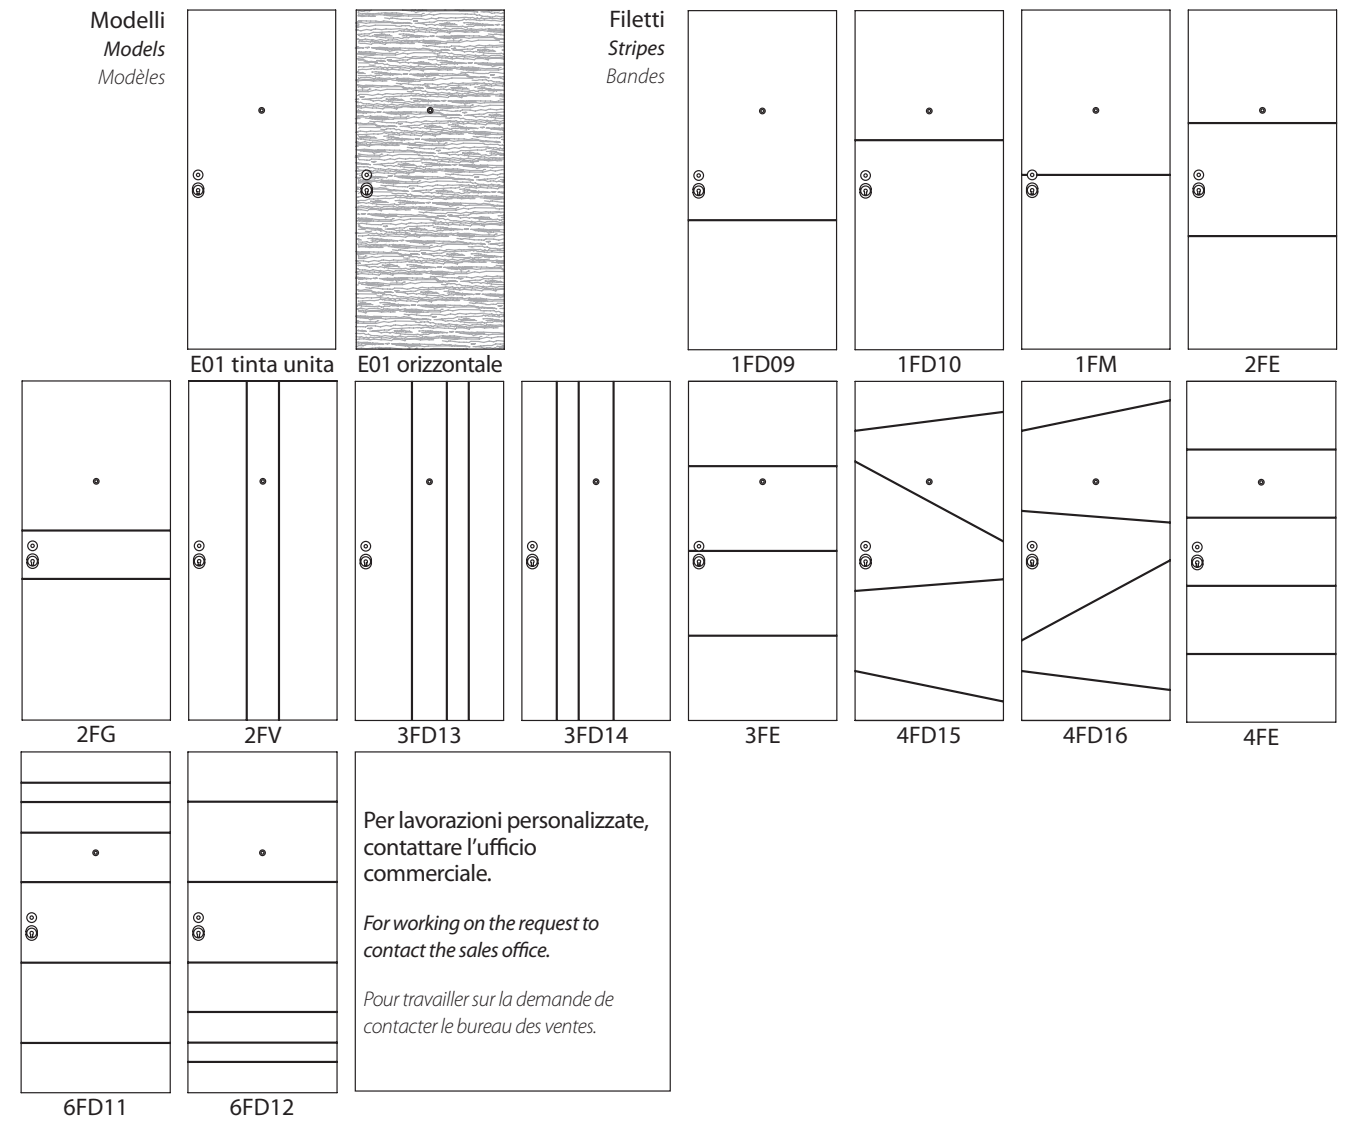 Modelli
Models
Modèles
Filetti
Stripes
Bandes
E01 tinta unita
E01 orizzontale
1FD09
1FD10
1FM
2FE
2FG
2FV
3FD13
3FD14
3FE
4FD15
4FD16
4FE
Per lavorazioni personalizzate,
contattare l'ufficio
commerciale.
For working on the request to
contact the sales office.
Pour travailler sur la demande de
contacter le bureau des ventes.
6FD11
6FD12